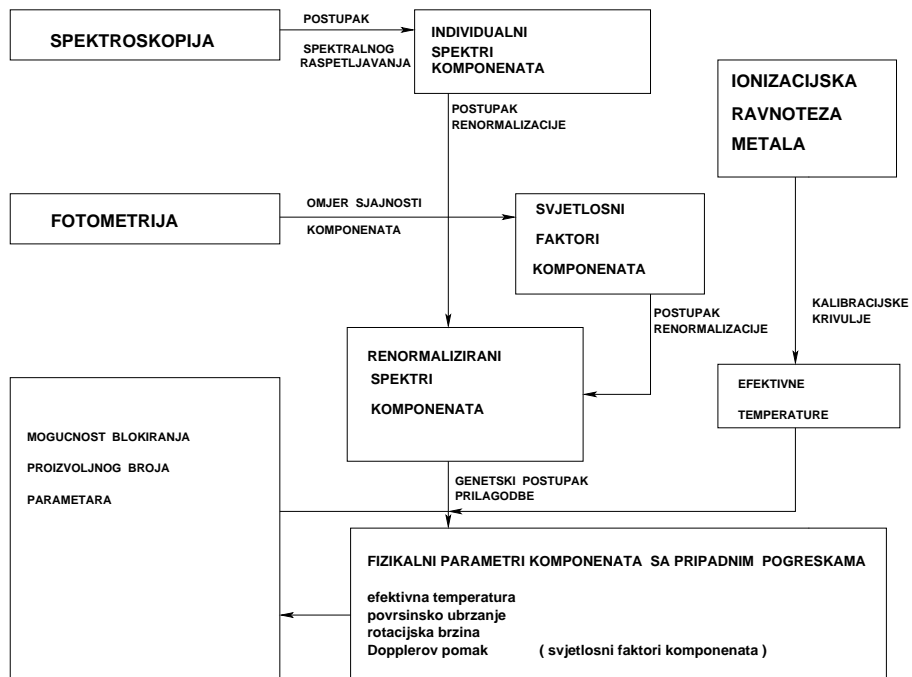 SPEKTROSKOPIJA
POSTUPAK
SPEKTRALNOG
RASPETLJAVANJA
INDIVIDUALNI
SPEKTRI
KOMPONENATA
IONIZACIJSKA
RAVNOTEZA
METALA
POSTUPAK
RENORMALIZACIJE
FOTOMETRIJA
OMJER SJAJNOSTI
KOMPONENATA
SVJETLOSNI
FAKTORI
KOMPONENATA
KALIBRACIJSKE
KRIVULJE
POSTUPAK
RENORMALIZACIJE
RENORMALIZIRANI
SPEKTRI
KOMPONENATA
EFEKTIVNE
TEMPERATURE
MOGUCNOST BLOKIRANJA
PROIZVOLJNOG BROJA
PARAMETARA
GENETSKI POSTUPAK
PRILAGODBE
FIZIKALNI PARAMETRI KOMPONENATA SA PRIPADNIM POGRESKAMA
efektivna temperatura
povrsinsko ubrzanje
rotacijska brzina
Dopplerov pomak ( svjetlosni faktori komponenata )